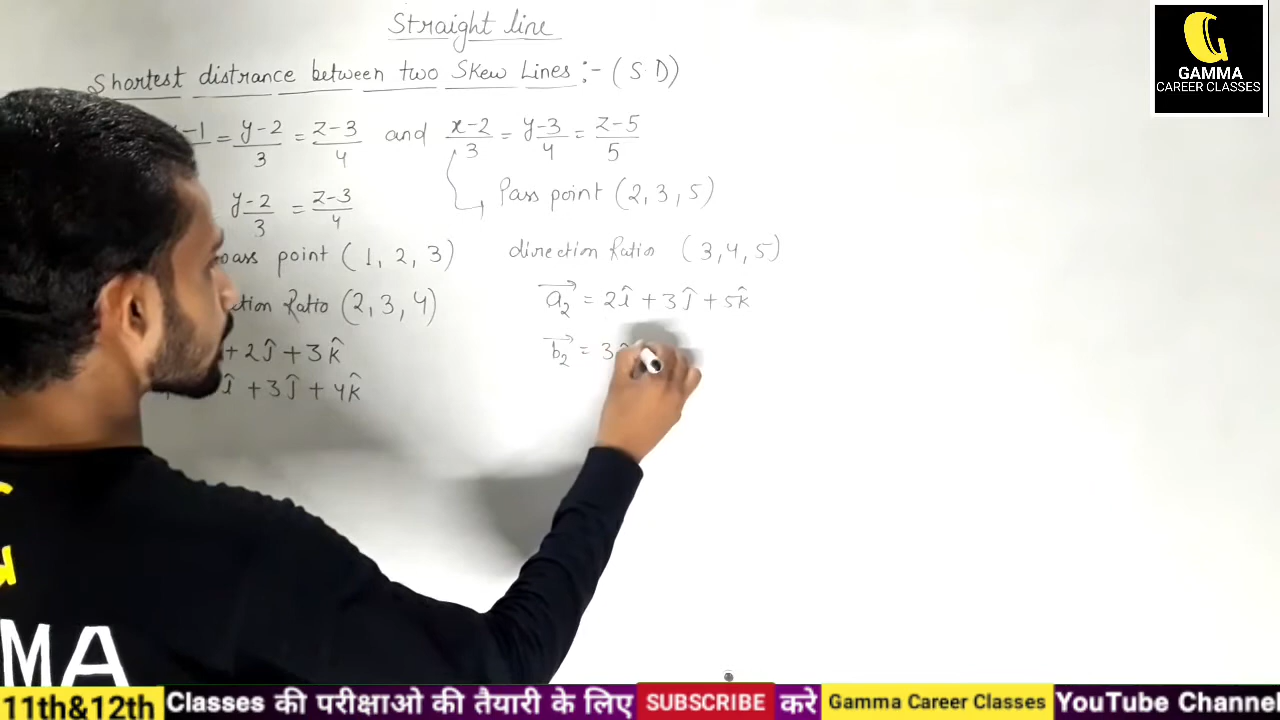 Straight line
Shortest distrance between two Skew Lines :- (S.D)
x-1 = y-2/3 = z-3/4 and x-2/3 = y-3/4 = z-5/5
y-2/3 = z-3/4
Pass point (2, 3, 5)
pass point (1, 2, 3)
direction Ratio (3,4,5)
Ratio (2, 3, 4)
a₂ = 2î + 3ĵ + 5k̂
+ 2ĵ + 3k̂
b₂ = 3
î + 3ĵ + 4k̂
GAMMA
CAREER CLASSES
MA
11th&12th Classes की परीक्षाओ की तैयारी के लिए SUBSCRIBE करे Gamma Career Classes YouTube Channel